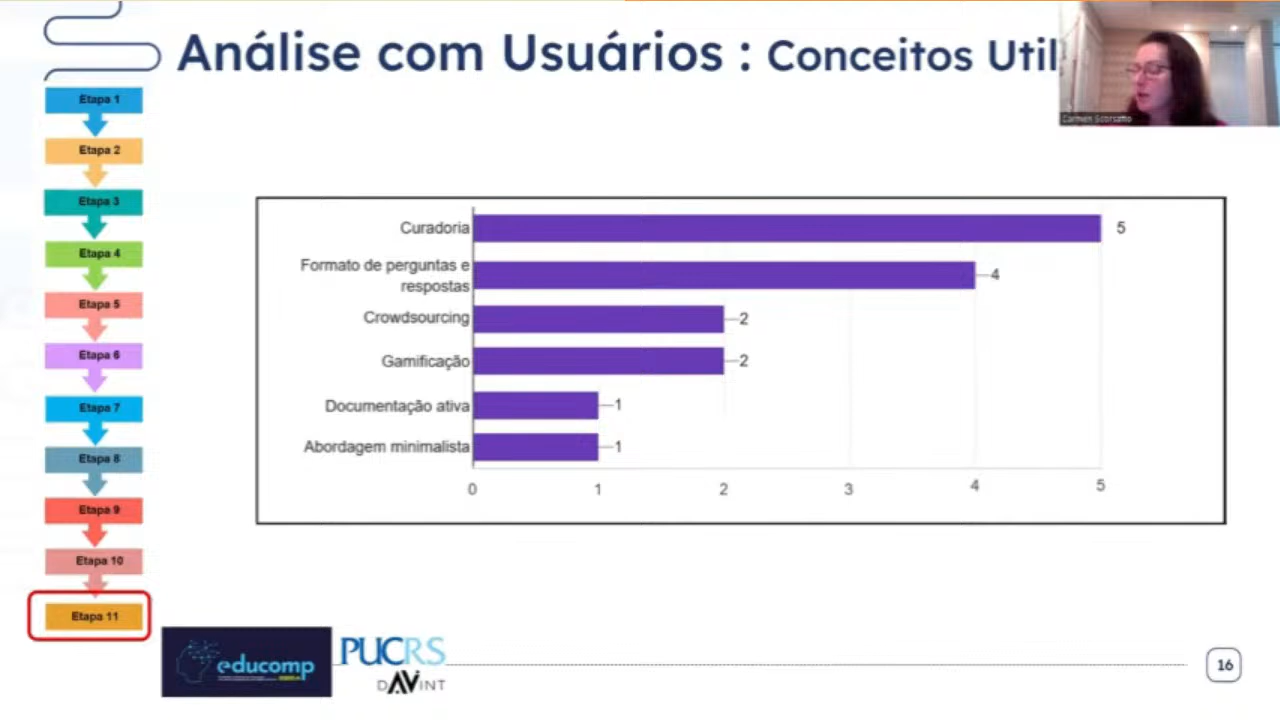 Análise com Usuários : Conceitos Util
Carmen Scorsatto
Etapa 1
Etapa 2
Etapa 3
Etapa 4
Etapa 5
Etapa 6
Etapa 7
Etapa 8
Etapa 9
Etapa 10
Etapa 11
Curadoria
5
Formato de perguntas e
respostas
4
Crowdsourcing
2
Gamificação
2
Documentação ativa
1
Abordagem minimalista
1
0 1 2 3 4 5
educomp
PUCRS
DAVINT
16